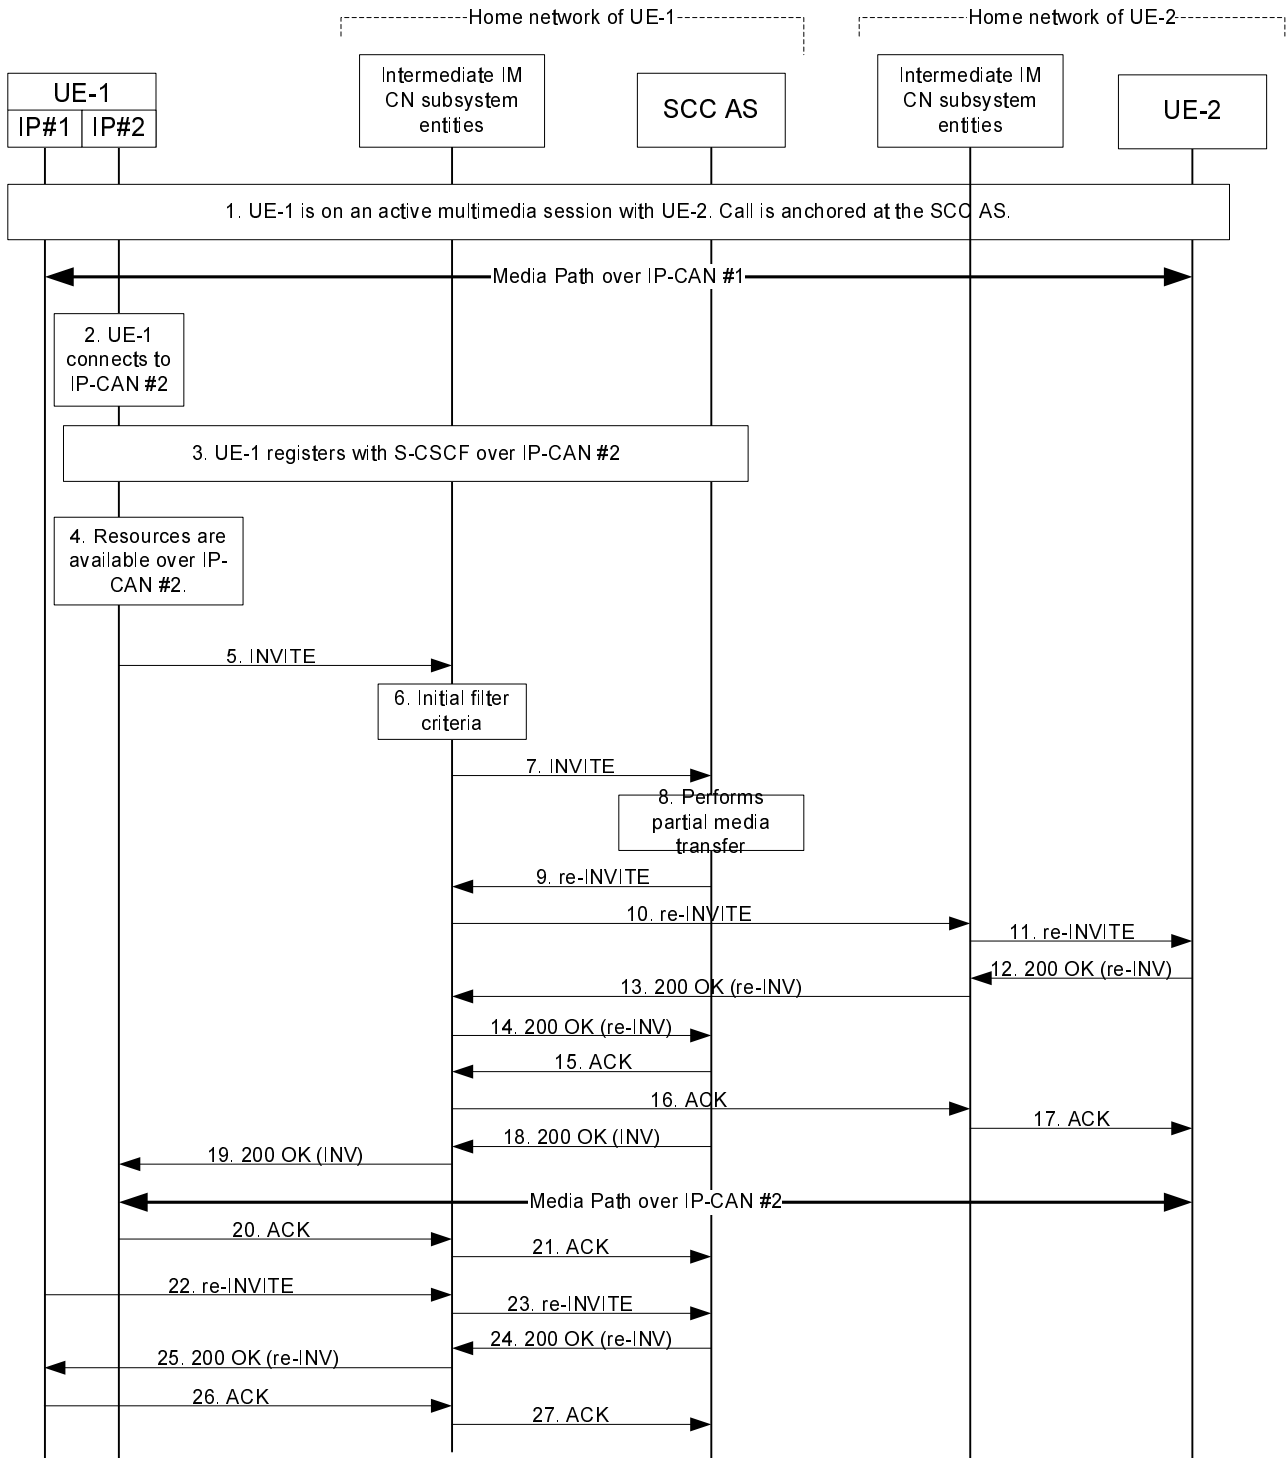 Home network of UE-1
Home network of UE-2
UE-1
IP#1
IP#2
Intermediate IM
CN subsystem
entities
SCC AS
Intermediate IM
CN subsystem
entities
UE-2
1. UE-1 is on an active multimedia session with UE-2. Call is anchored at the SCC AS.
Media Path over IP-CAN #1
2. UE-1
connects to
IP-CAN #2
3. UE-1 registers with S-CSCF over IP-CAN #2
4. Resources are
available over IP-
CAN #2.
5. INVITE
6. Initial filter
criteria
7. INVITE
8. Performs
partial media
transfer
9. re-INVITE
10. re-INVITE
11. re-INVITE
12. 200 OK (re-INV)
13. 200 OK (re-INV)
14. 200 OK (re-INV)
15. ACK
16. ACK
17. ACK
18. 200 OK (INV)
19. 200 OK (INV)
Media Path over IP-CAN #2
20. ACK
21. ACK
22. re-INVITE
23. re-INVITE
24. 200 OK (re-INV)
25. 200 OK (re-INV)
26. ACK
27. ACK